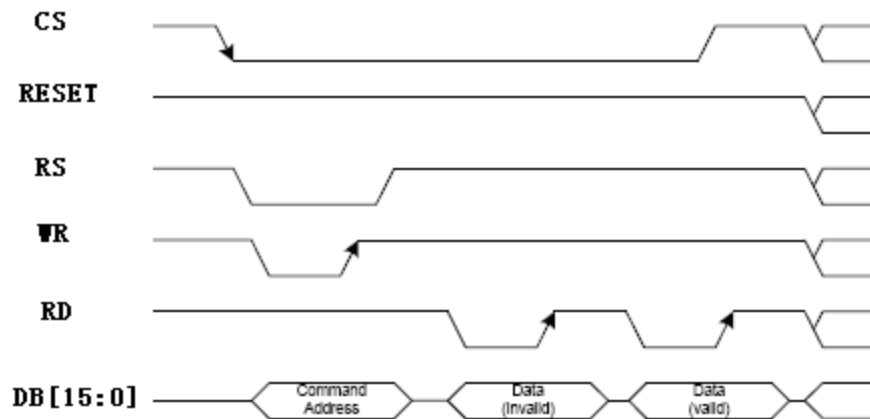 CS
RESET
RS
WR
RD
DB[15:0]
Command
Address
Data
(Invalid)
Data
(valid)